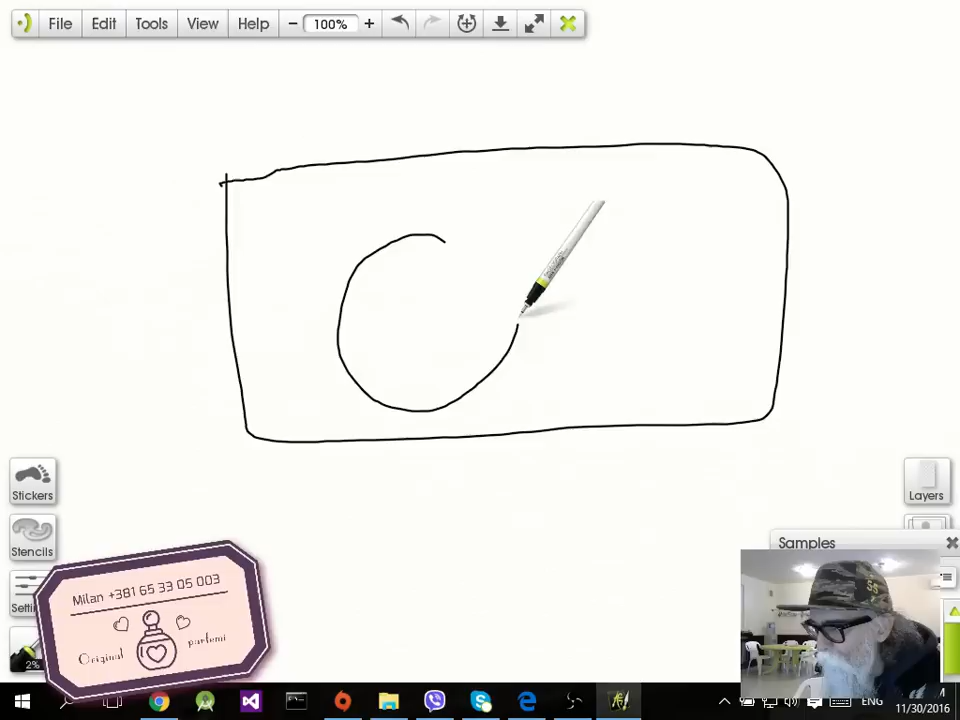 File Edit Tools View Help 100%
Stickers
Layers
Stencils
Samples
Milan +381 65 33 05 003
Original parfemi
2%
ENG
11/30/2016